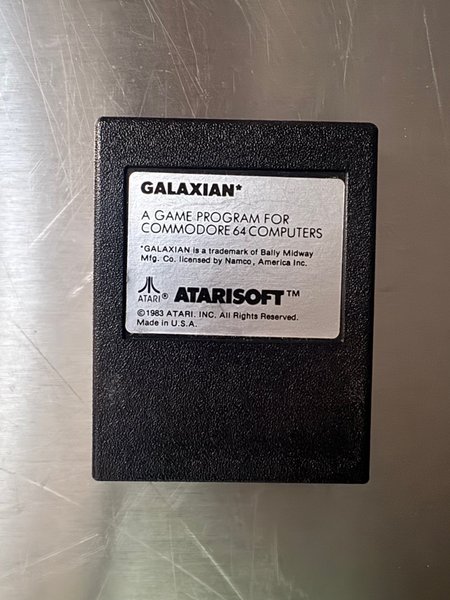 GALAXIAN*
A GAME PROGRAM FOR
COMMODORE 64 COMPUTERS
*GALAXIAN is a trademark of Bally Midway
Mfg. Co. licensed by Namco, America Inc.
ATARI® ATARISOFT™
©1983 ATARI, INC. All Rights Reserved.
Made in U.S.A.